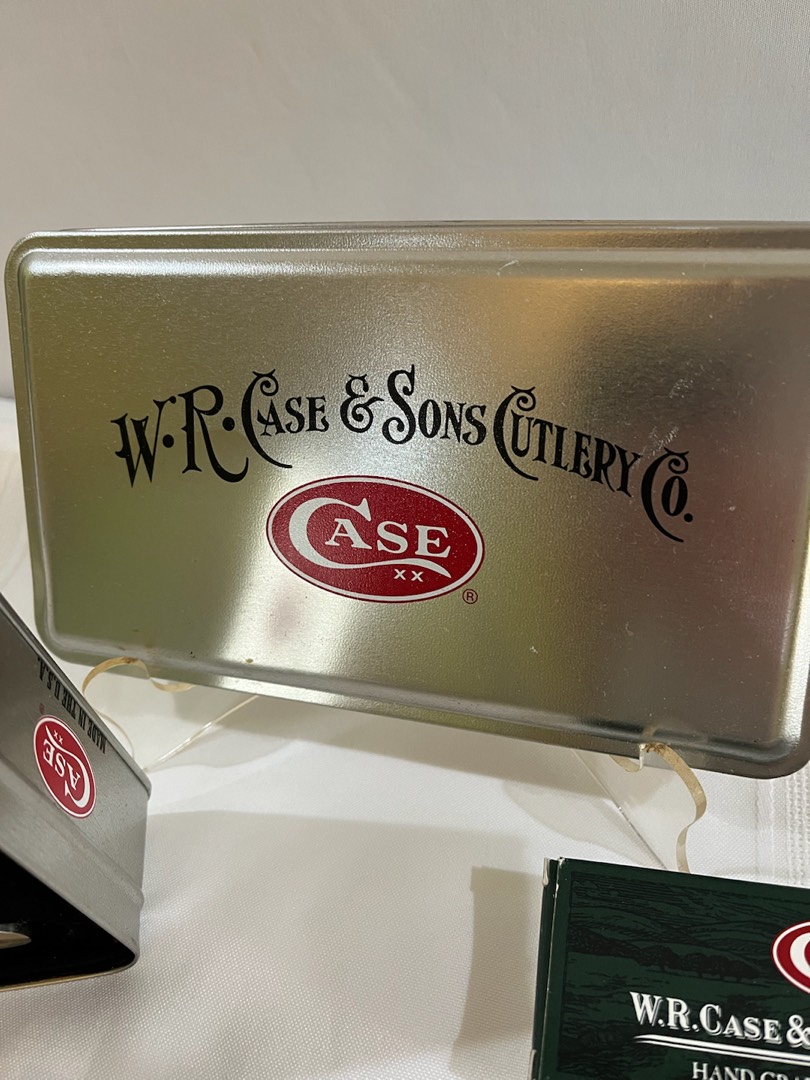 W.R. CASE & SONS CUTLERY CO.
CASE
XX
®
MADE IN THE U.S.A.
CASE
XX
W.R. CASE &